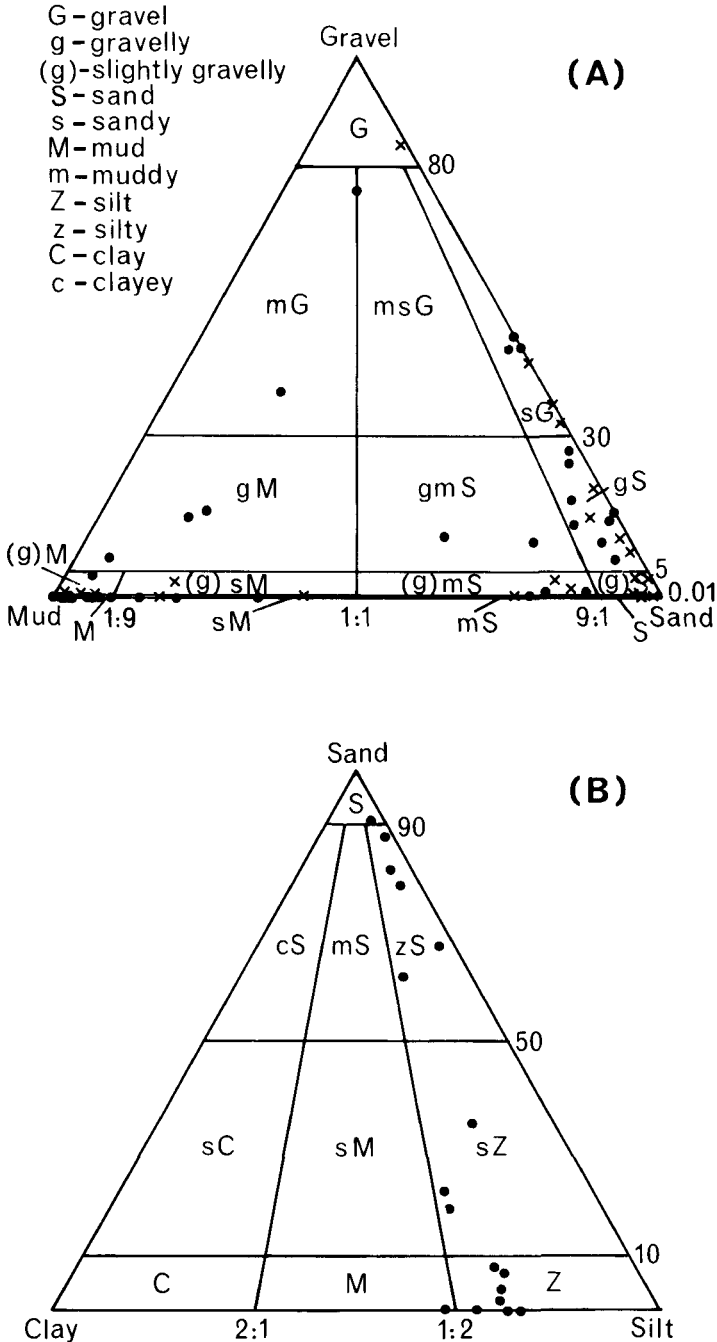 G-gravel
g-gravelly
(g)-slightly gravelly
S-sand
s-sandy
M-mud
m-muddy
Z-silt
z-silty
C-clay
c-clayey
Gravel
(A)
G
80
mG
msG
sG
30
gM
gmS
gS
(g)M
(g) sM
(g)mS
(g)
5
0.01
Mud
M
1:9
sM
1:1
mS
9:1
S
Sand
Sand
(B)
S
90
cS
mS
zS
50
sC
sM
sZ
10
C
M
Z
Clay
2:1
1:2
Silt